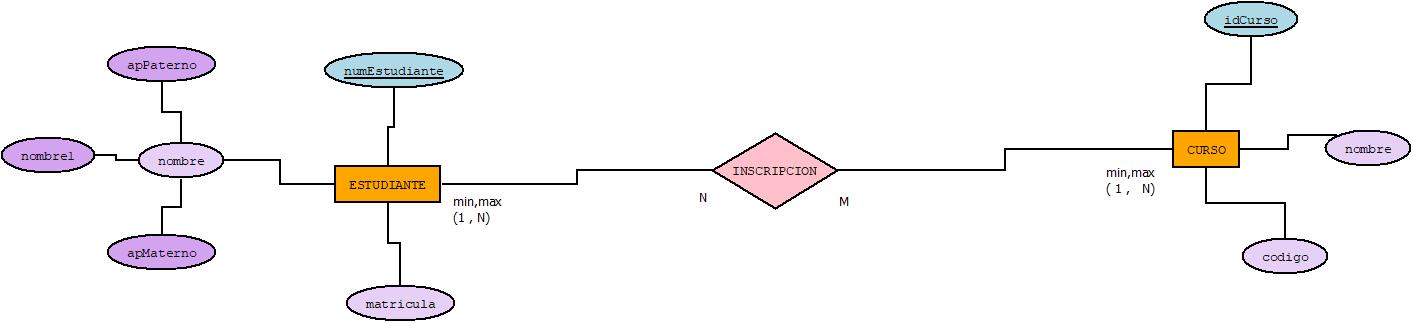 idCurso
apPaterno
numEstudiante
nombre1
nombre
ESTUDIANTE
INSCRIPCION
CURSO
nombre
min,max
(1 , N)
N
M
min,max
( 1 , N)
apMaterno
matricula
codigo